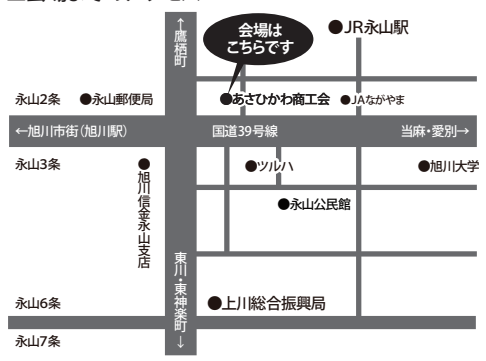 ↑鷹栖町
会場は
こちらです
●JR永山駅
永山2条
●永山郵便局
●あさひかわ商工会
●JAながやま
←旭川市街（旭川駅）
国道39号線
当麻・愛別→
永山3条
●旭川信金永山支店
●ツルハ
●旭川大学
●永山公民館
東川・東神楽町↓
永山6条
●上川総合振興局
永山7条